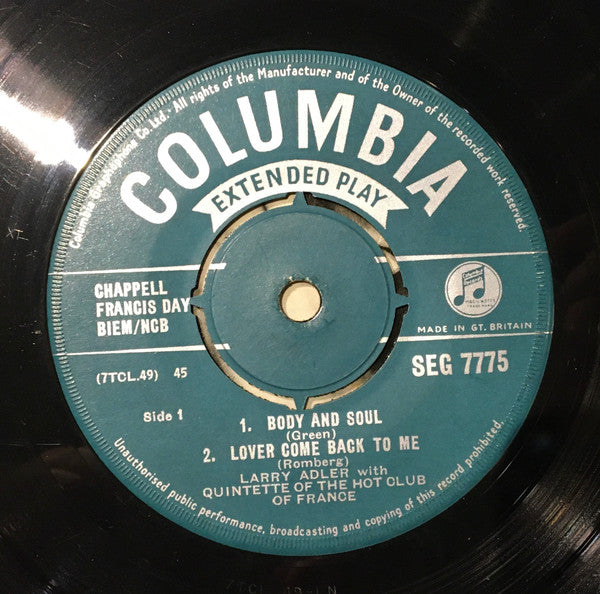 Columbia Graphophone Co. Ltd. · All rights of the Manufacturer and of the Owner of the recorded work reserved.
COLUMBIA
EXTENDED PLAY
CHAPPELL
FRANCIS DAY
BIEM/NCB
MADE IN GT. BRITAIN
(7TCL.49) 45
SEG 7775
Side 1
1. BODY AND SOUL
(Green)
2. LOVER COME BACK TO ME
(Romberg)
LARRY ADLER with
QUINTETTE OF THE HOT CLUB
OF FRANCE
Unauthorised public performance, broadcasting and copying of this record prohibited.